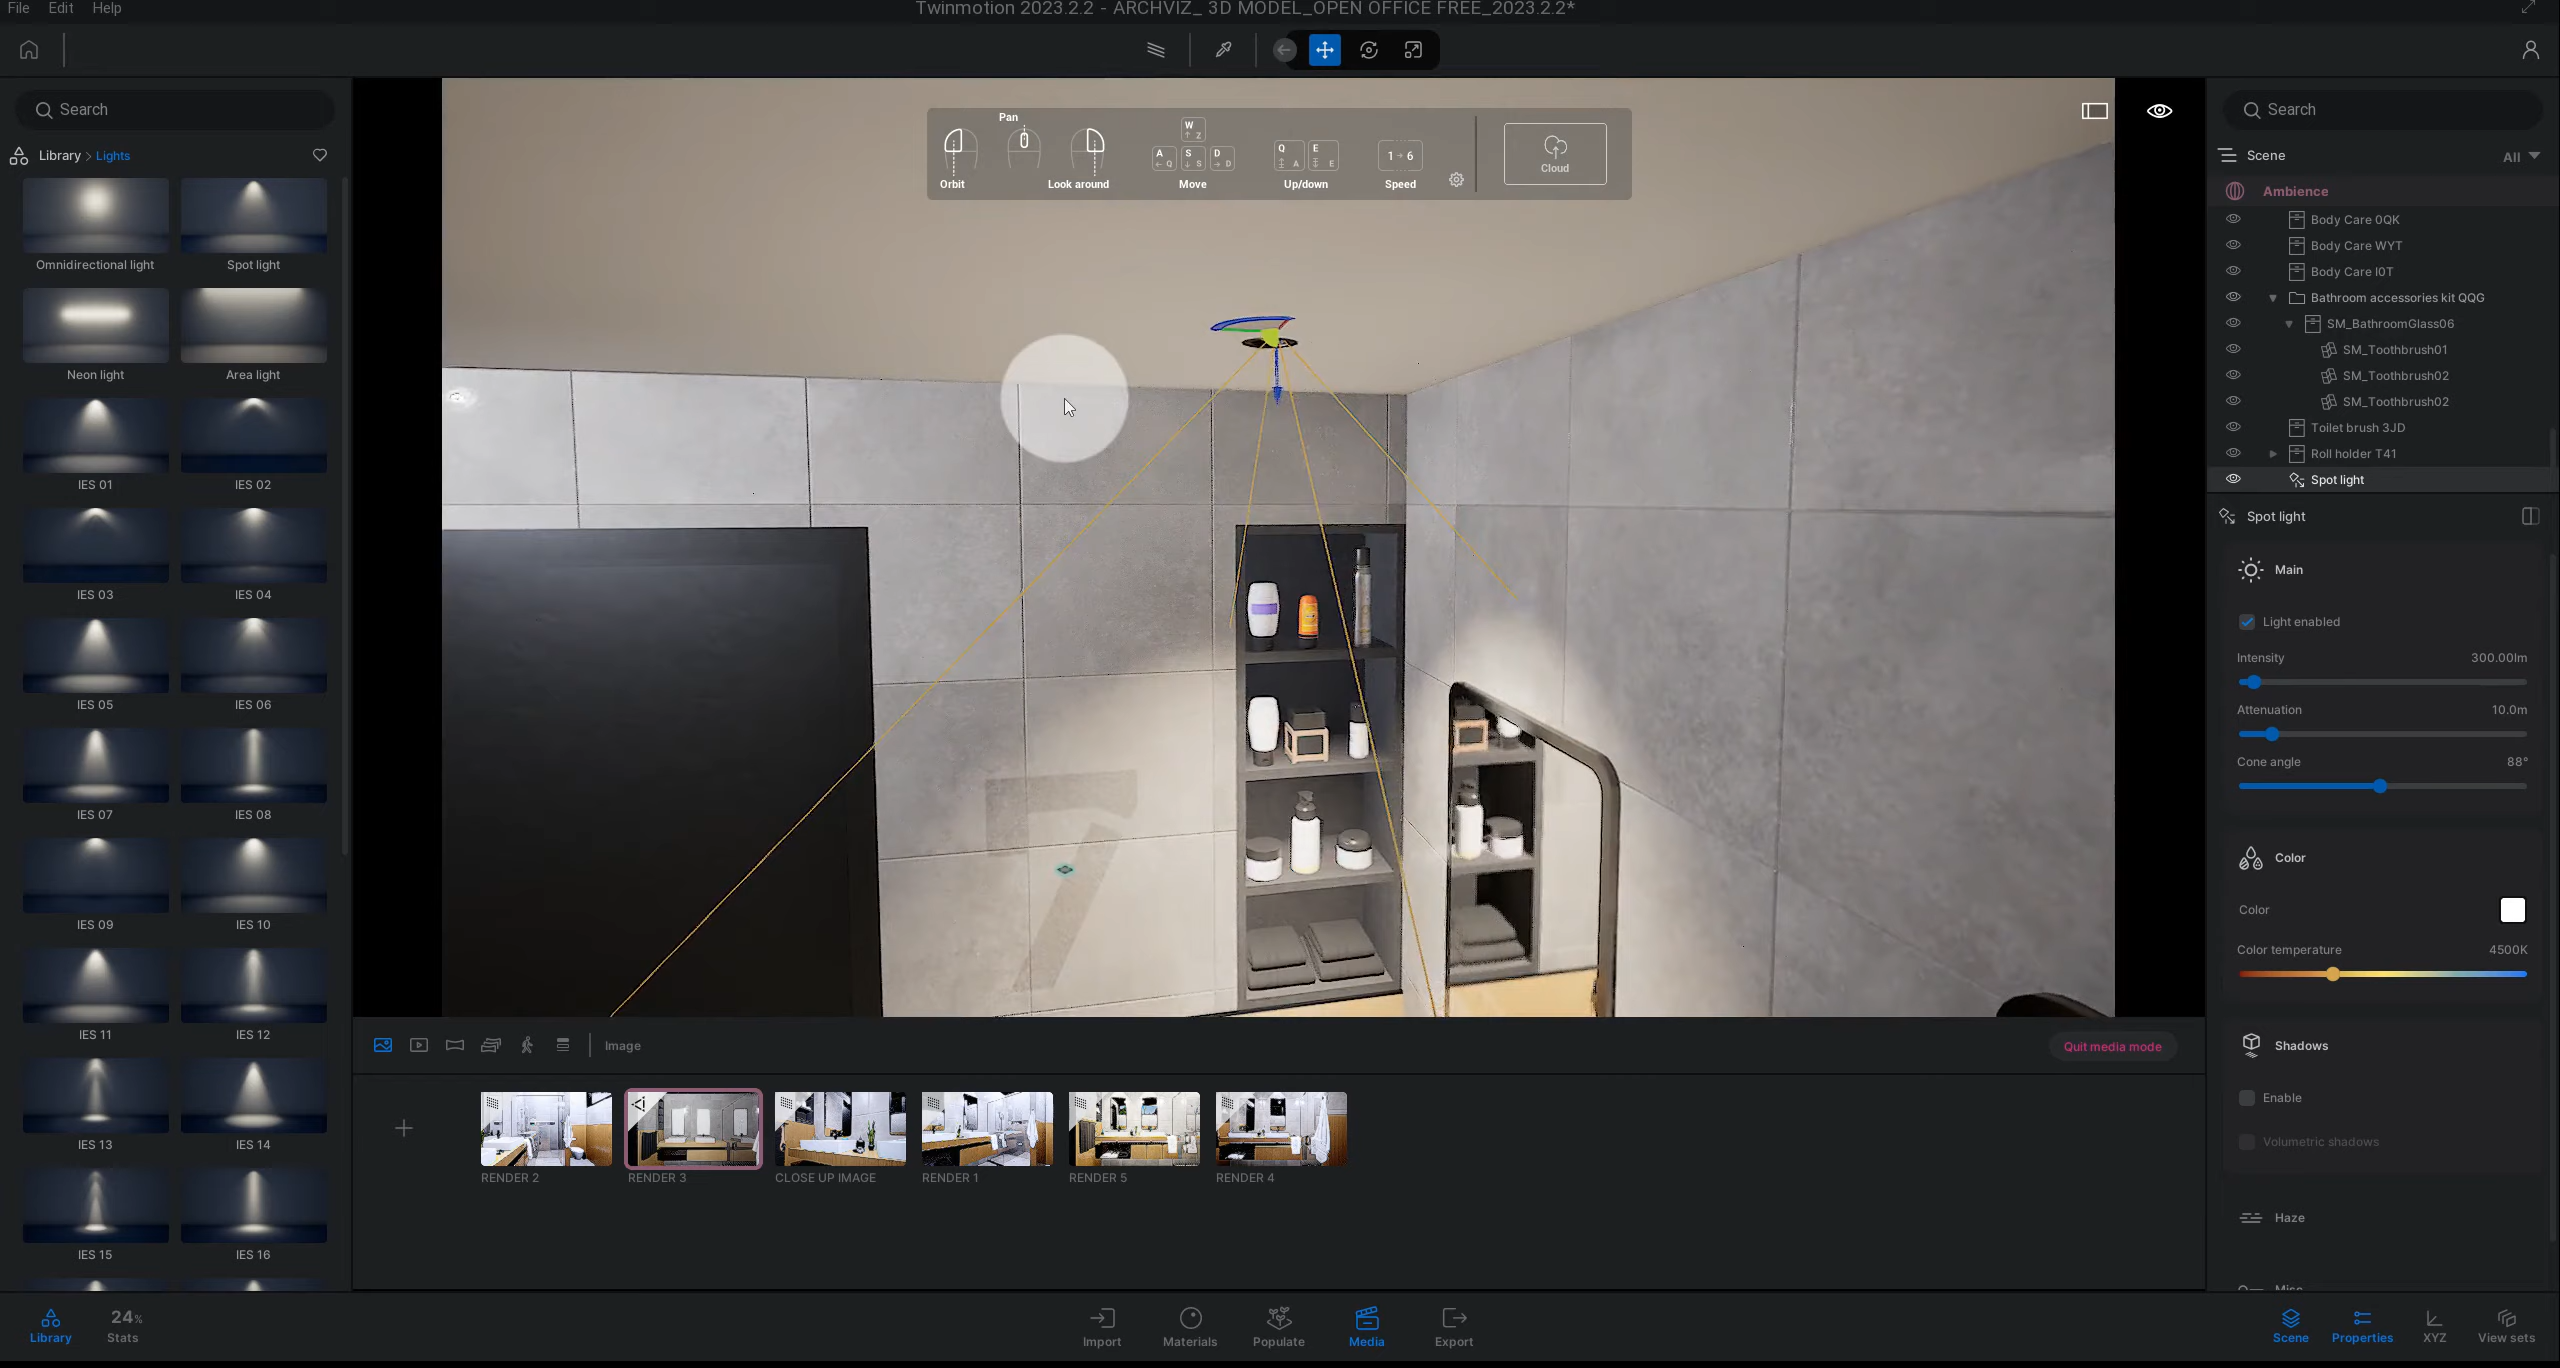 File Edit Help
Twinmotion 2023.2.2 - ARCHVIZ_ 3D MODEL_OPEN OFFICE FREE_2023.2.2*
Search
Library > Lights
Omnidirectional light
Spot light
Neon light
Area light
IES 01
IES 02
IES 03
IES 04
IES 05
IES 06
IES 07
IES 08
IES 09
IES 10
IES 11
IES 12
IES 13
IES 14
IES 15
IES 16
Pan
Orbit
Look around
W
↑ Z
A
← Q
S
↓ S
D
→ D
Move
Q
A
E
E
Up/down
1 → 6
Speed
Cloud
Search
Scene
All
Ambience
Body Care 0QK
Body Care WYT
Body Care I0T
Bathroom accessories kit QQG
SM_BathroomGlass06
SM_Toothbrush01
SM_Toothbrush02
SM_Toothbrush02
Toilet brush 3JD
Roll holder T41
Spot light
Spot light
Main
Light enabled
Intensity 300.00lm
Attenuation 10.0m
Cone angle 88°
Color
Color
Color temperature 4500K
Shadows
Enable
Volumetric shadows
Haze
Image
Quit media mode
RENDER 2
RENDER 3
CLOSE UP IMAGE
RENDER 1
RENDER 5
RENDER 4
Library
24%
Stats
Import
Materials
Populate
Media
Export
Scene
Properties
XYZ
View sets